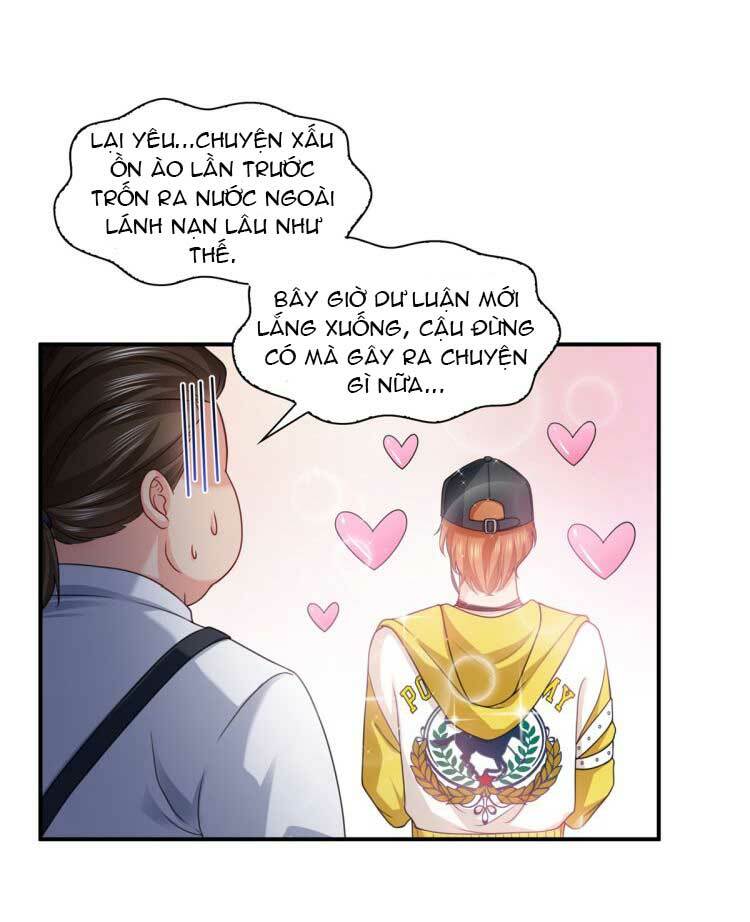 LẠI YÊU...CHUYỆN XẤU
ỒN ÀO LẦN TRƯỚC
TRỐN RA NƯỚC NGOÀI
LÁNH NẠN LÂU NHƯ
THẾ.
BÂY GIỜ DƯ LUẬN MỚI
LẮNG XUỐNG, CẬU ĐỪNG
CÓ MÀ GÂY RA CHUYỆN
GÌ NỮA...